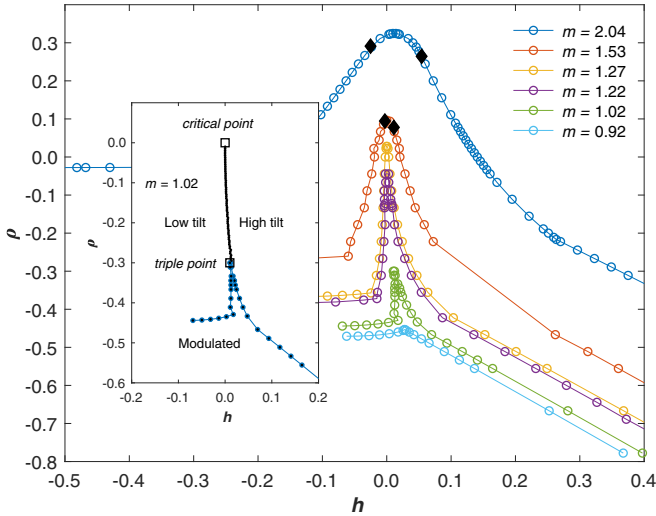 0.3
0.2
0.1
0.0
-0.1
-0.2
-0.3
-0.4
-0.5
-0.6
-0.7
-0.8
ρ
-0.5 -0.4 -0.3 -0.2 -0.1 0.0 0.1 0.2 0.3 0.4
h
m = 2.04
m = 1.53
m = 1.27
m = 1.22
m = 1.02
m = 0.92
critical point
0.0
m = 1.02
-0.1
Low tilt High tilt
-0.2
ρ
triple point
-0.3
-0.4
Modulated
-0.5
-0.6
-0.2 -0.1 0.0 0.1 0.2
h